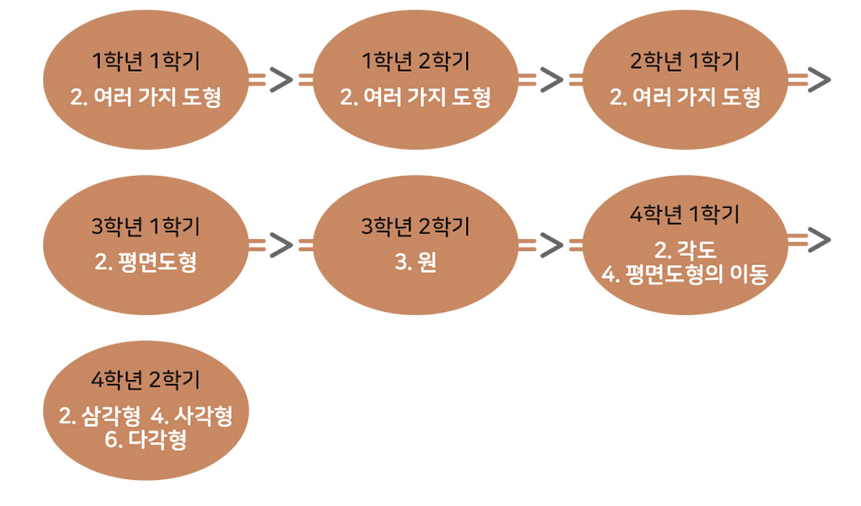 1학년 1학기
2. 여러 가지 도형
1학년 2학기
2. 여러 가지 도형
2학년 1학기
2. 여러 가지 도형
3학년 1학기
2. 평면도형
3학년 2학기
3. 원
4학년 1학기
2. 각도
4. 평면도형의 이동
4학년 2학기
2. 삼각형 4. 사각형
6. 다각형